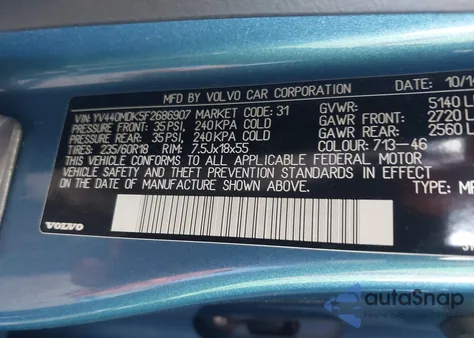 MFD BY VOLVO CAR CORPORATION 10/14
VIN: YV440MDK5F2686907 MARKET CODE: 31 GVWR: 5140 L
PRESSURE FRONT: 35PSI, 240KPA COLD GAWR FRONT: 2720 L
PRESSURE REAR: 35PSI, 240KPA COLD GAWR REAR: 2560 L
TIRES: 235/60R18 RIM: 7.5Jx18x55 COLOUR: 713-46
THIS VEHICLE CONFORMS TO ALL APPLICABLE FEDERAL MOTOR
VEHICLE SAFETY AND THEFT PREVENTION STANDARDS IN EFFECT
ON THE DATE OF MANUFACTURE SHOWN ABOVE. TYPE: MP
VOLVO
autoSnap